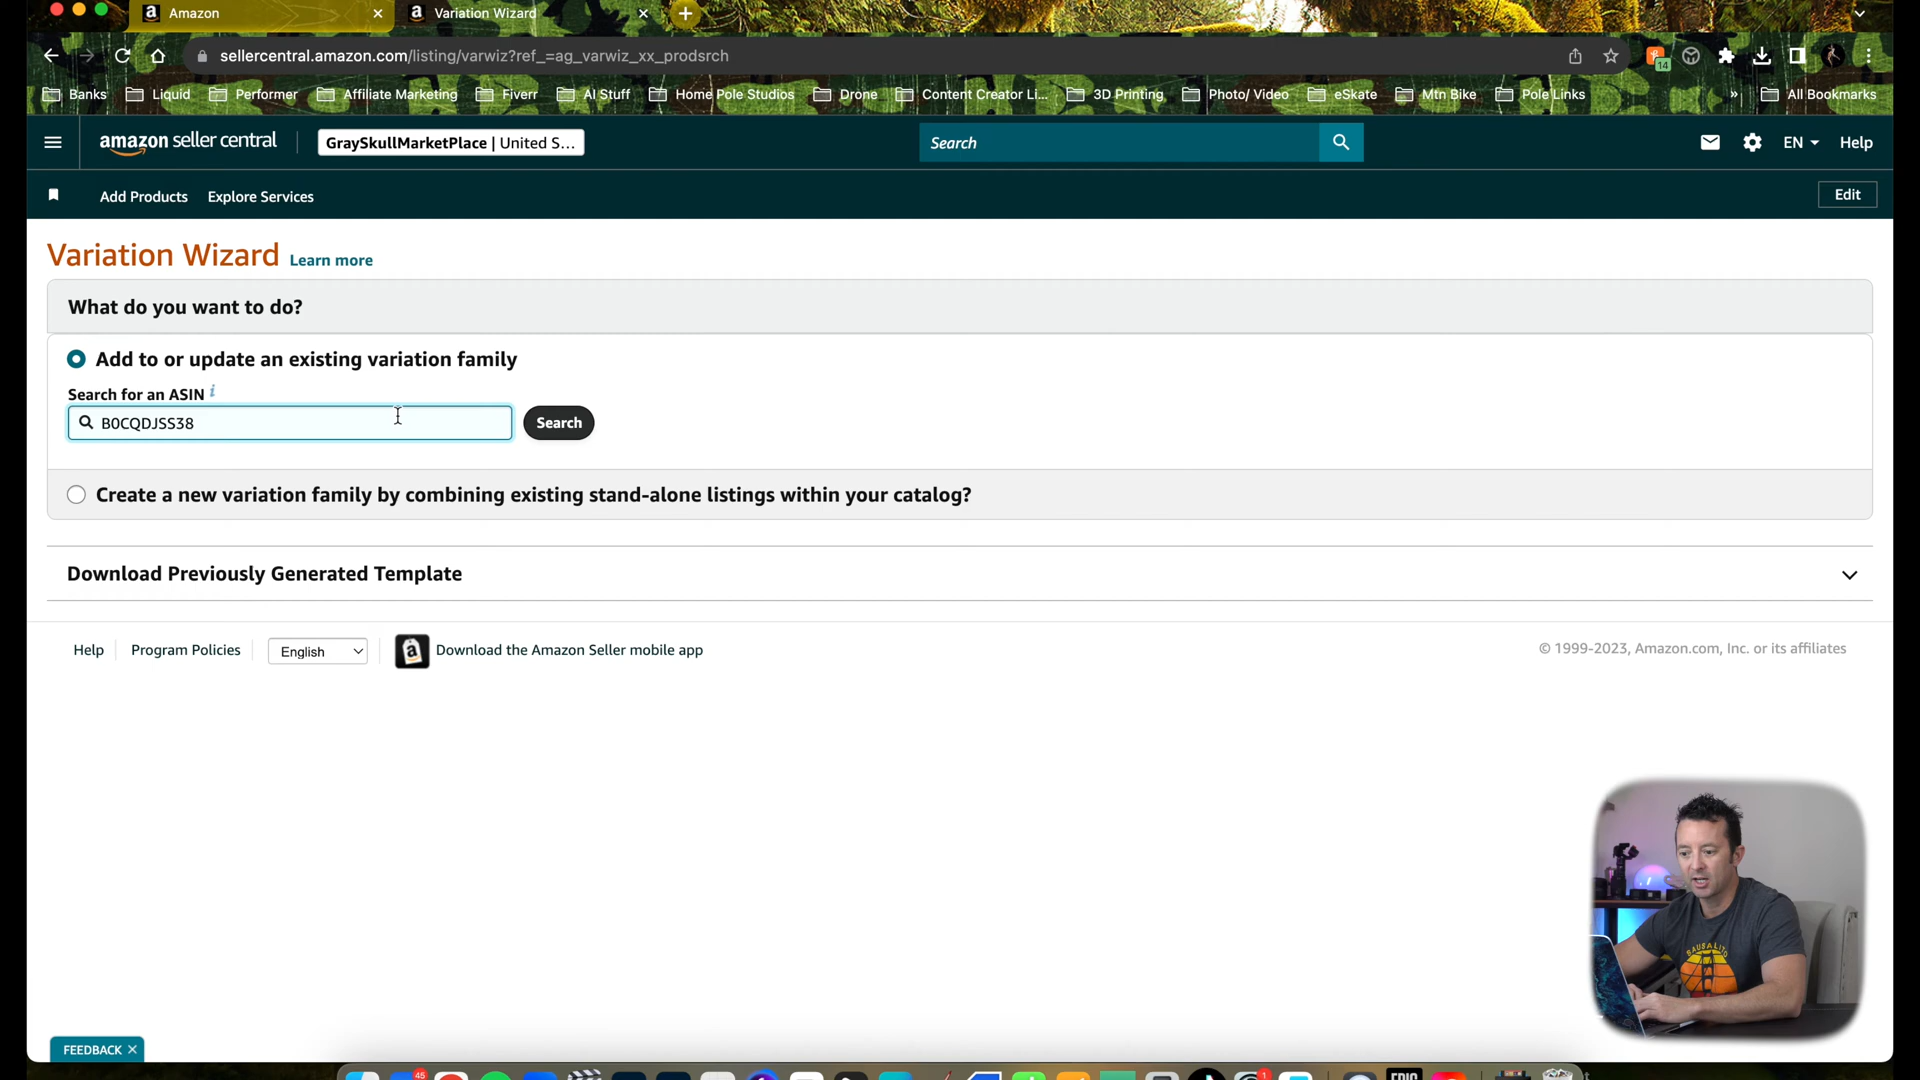 Amazon
Variation Wizard
sellercentral.amazon.com/listing/varwiz?ref_=ag_varwiz_xx_prodsrch
14
Banks Liquid Performer Affiliate Marketing Fiverr AI Stuff Home Pole Studios Drone Content Creator Li... 3D Printing Photo/ Video eSkate Mtn Bike Pole Links » All Bookmarks
amazon seller central GraySkullMarketPlace | United S... Search EN Help
Add Products Explore Services Edit
Variation Wizard Learn more
What do you want to do?
Add to or update an existing variation family
Search for an ASIN i
B0CQDJSS38 Search
Create a new variation family by combining existing stand-alone listings within your catalog?
Download Previously Generated Template
Help Program Policies English Download the Amazon Seller mobile app © 1999-2023, Amazon.com, Inc. or its affiliates
SAUSALITO
FEEDBACK
45 1 EPIC